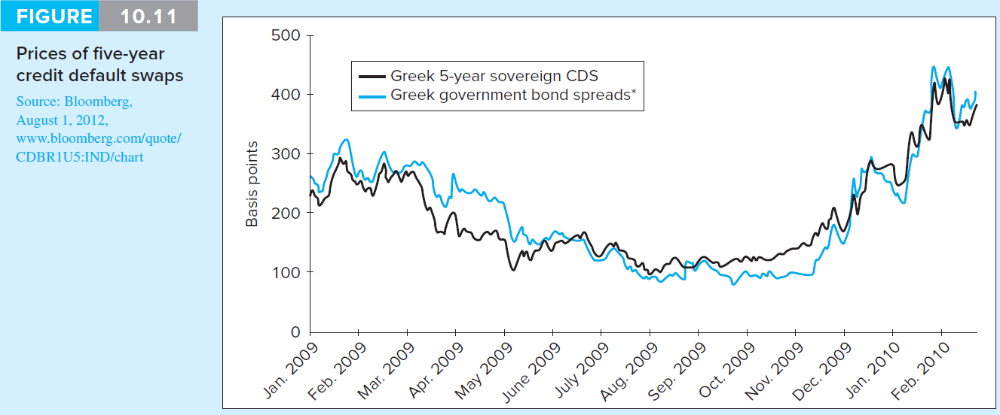 FIGURE 10.11
Prices of five-year
credit default swaps
Source: Bloomberg,
August 1, 2012,
www.bloomberg.com/quote/
CDBR1U5:IND/chart
Greek 5-year sovereign CDS
Greek government bond spreads*
Basis points
500
400
300
200
100
0
Jan. 2009
Feb. 2009
Mar. 2009
Apr. 2009
May 2009
June 2009
July 2009
Aug. 2009
Sep. 2009
Oct. 2009
Nov. 2009
Dec. 2009
Jan. 2010
Feb. 2010